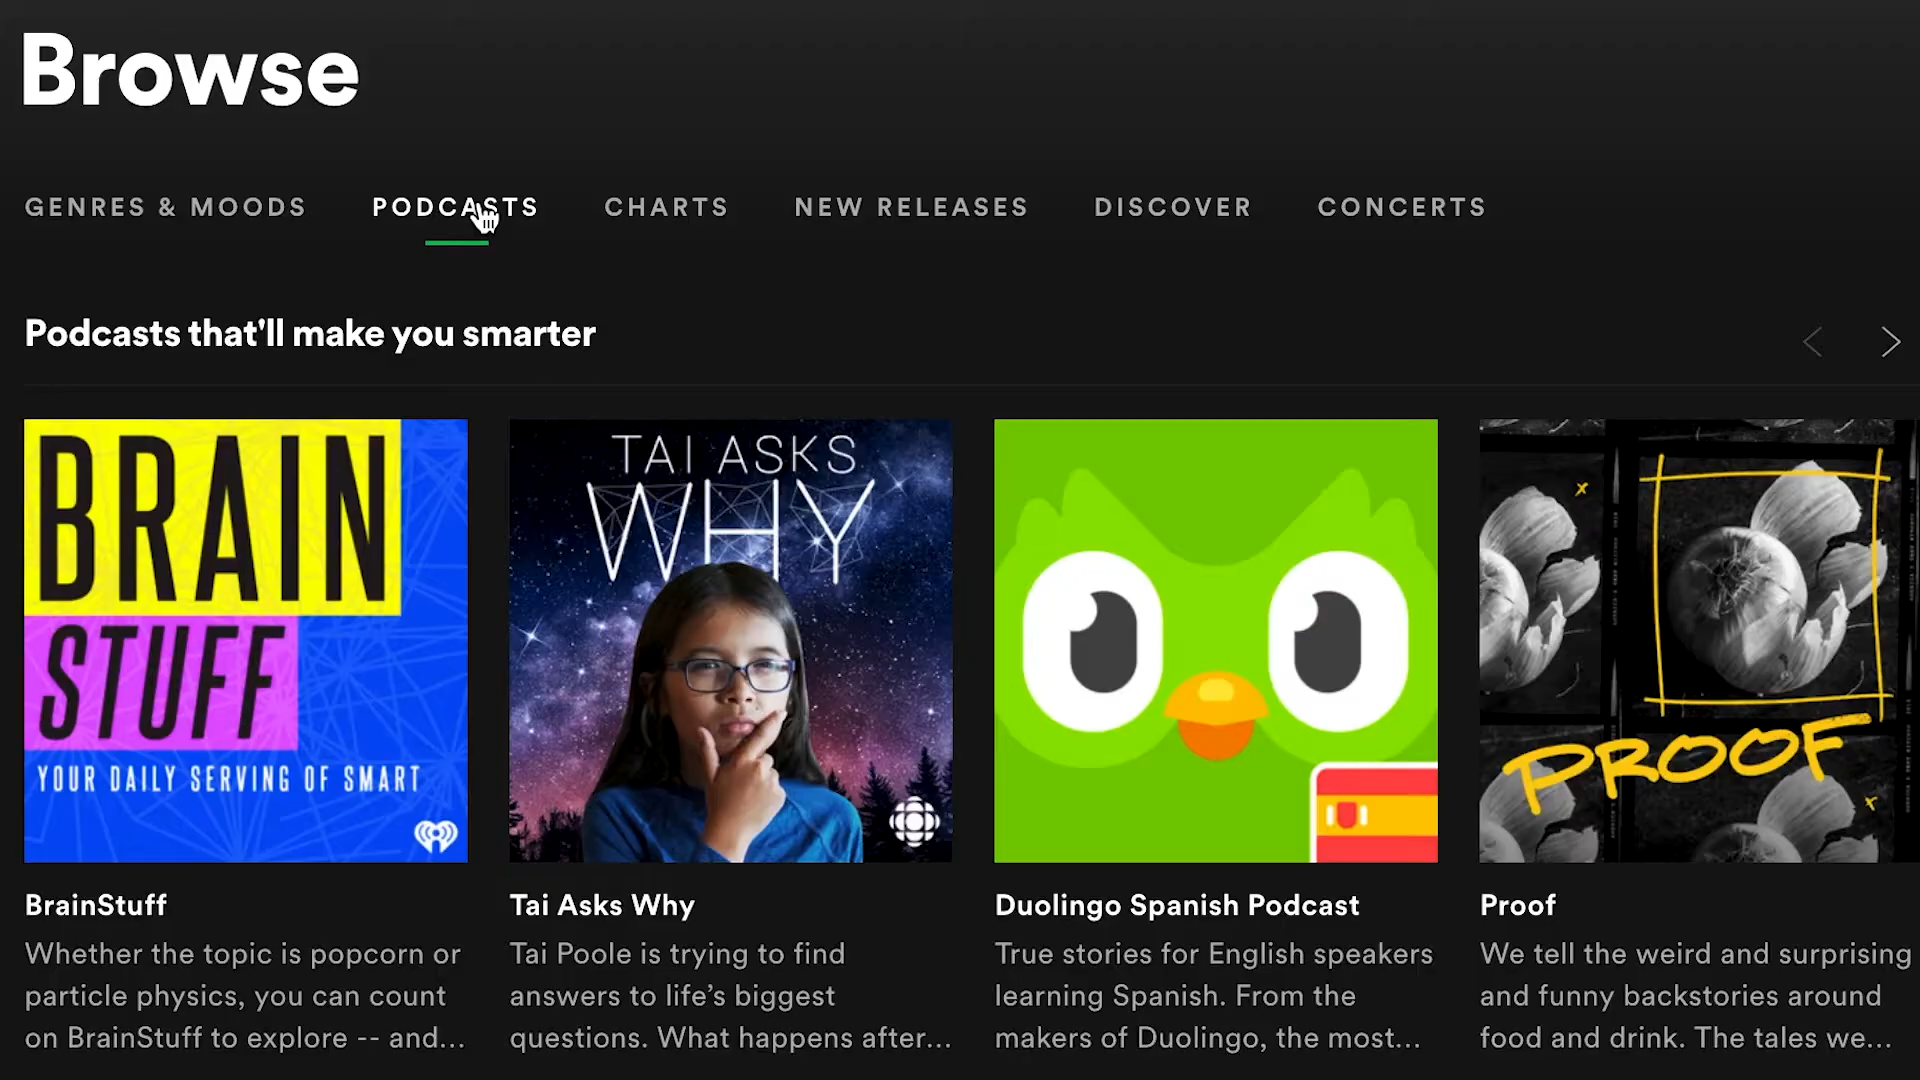 Browse
GENRES & MOODS PODCASTS CHARTS NEW RELEASES DISCOVER CONCERTS
Podcasts that'll make you smarter
BRAIN
STUFF
YOUR DAILY SERVING OF SMART
TAI ASKS
WHY
PROOF
BrainStuff
Whether the topic is popcorn or
particle physics, you can count
on BrainStuff to explore -- and...
Tai Asks Why
Tai Poole is trying to find
answers to life’s biggest
questions. What happens after...
Duolingo Spanish Podcast
True stories for English speakers
learning Spanish. From the
makers of Duolingo, the most...
Proof
We tell the weird and surprising
and funny backstories around
food and drink. The tales we...